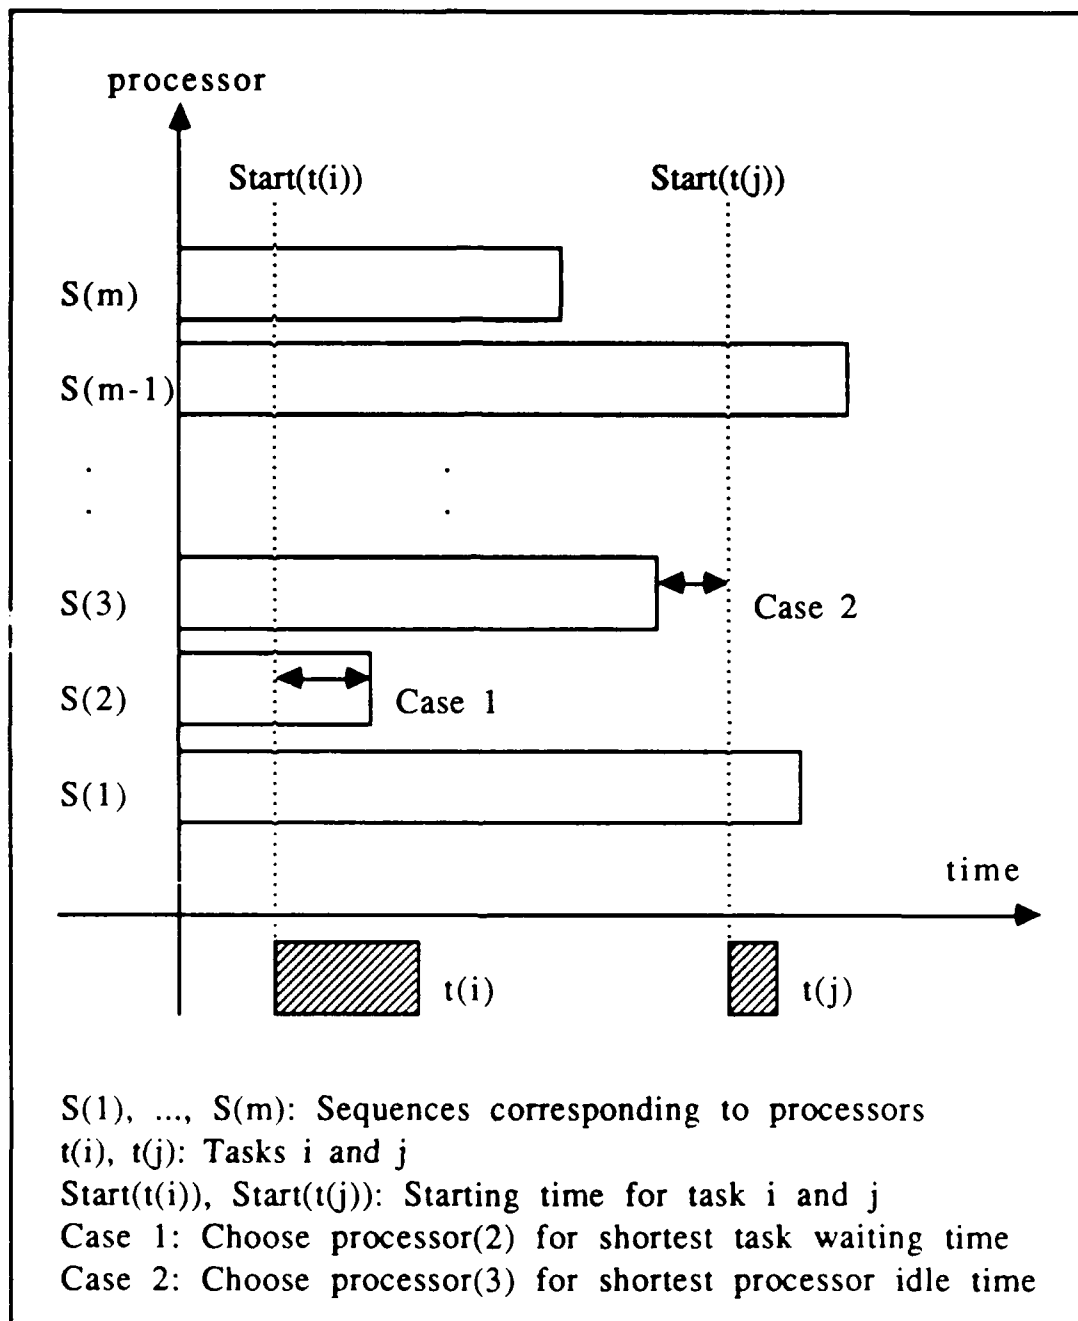 processor
Start(t(i))
Start(t(j))
S(m)
S(m-1)
S(3)
Case 2
S(2)
Case 1
S(1)
time
t(i)
t(j)
S(1), ..., S(m): Sequences corresponding to processors
t(i), t(j): Tasks i and j
Start(t(i)), Start(t(j)): Starting time for task i and j
Case 1: Choose processor(2) for shortest task waiting time
Case 2: Choose processor(3) for shortest processor idle time